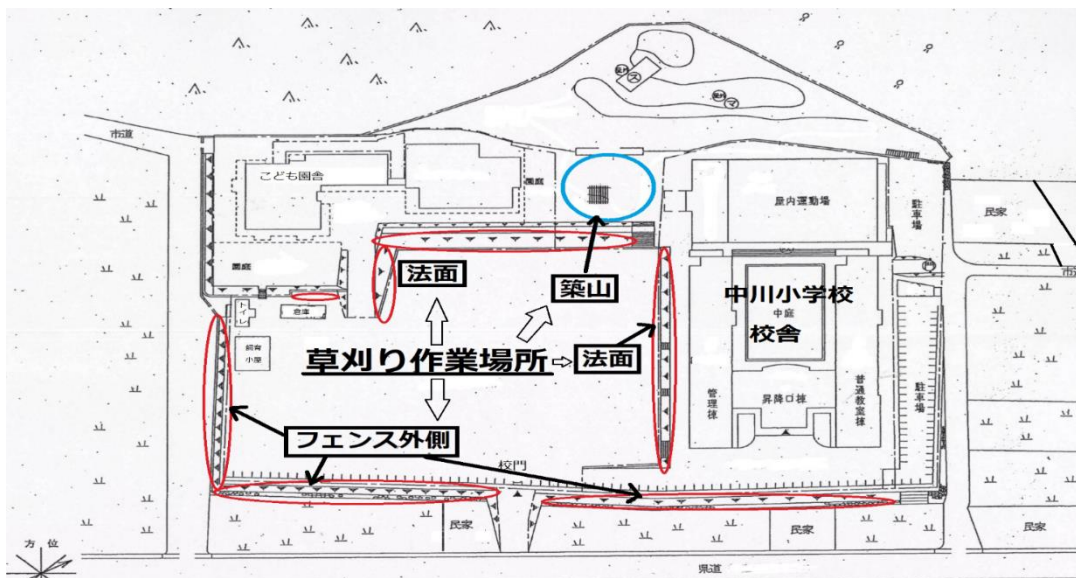 市道
こども園舎
園庭
屋内運動場
駐車場
民家
市道
園庭
法面
築山
中川小学校
中庭
校舎
トイレ
倉庫
飼育
小屋
草刈り作業場所
法面
管理棟
昇降口棟
普通教室棟
駐車場
フェンス外側
校門
民家
民家
民家
方位
県道